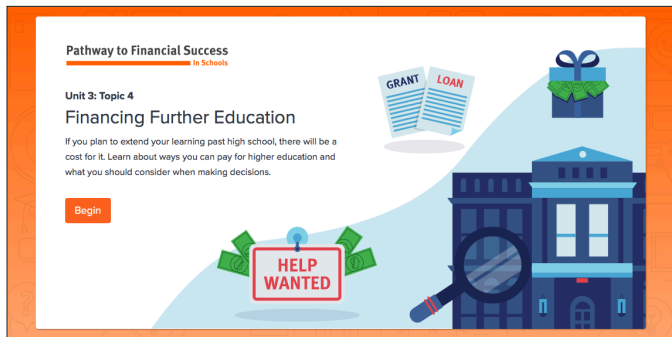 Pathway to Financial Success
In Schools
Unit 3: Topic 4
Financing Further Education
If you plan to extend your learning past high school, there will be a
cost for it. Learn about ways you can pay for higher education and
what you should consider when making decisions.
Begin
GRANT
LOAN
HELP
WANTED